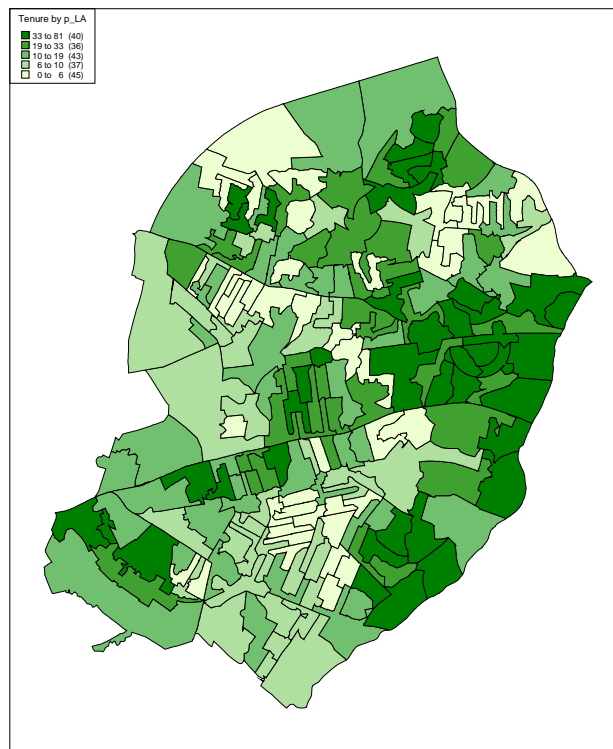 Tenure by p_LA
33 to 81 (40)
19 to 33 (36)
10 to 19 (43)
6 to 10 (37)
0 to 6 (45)